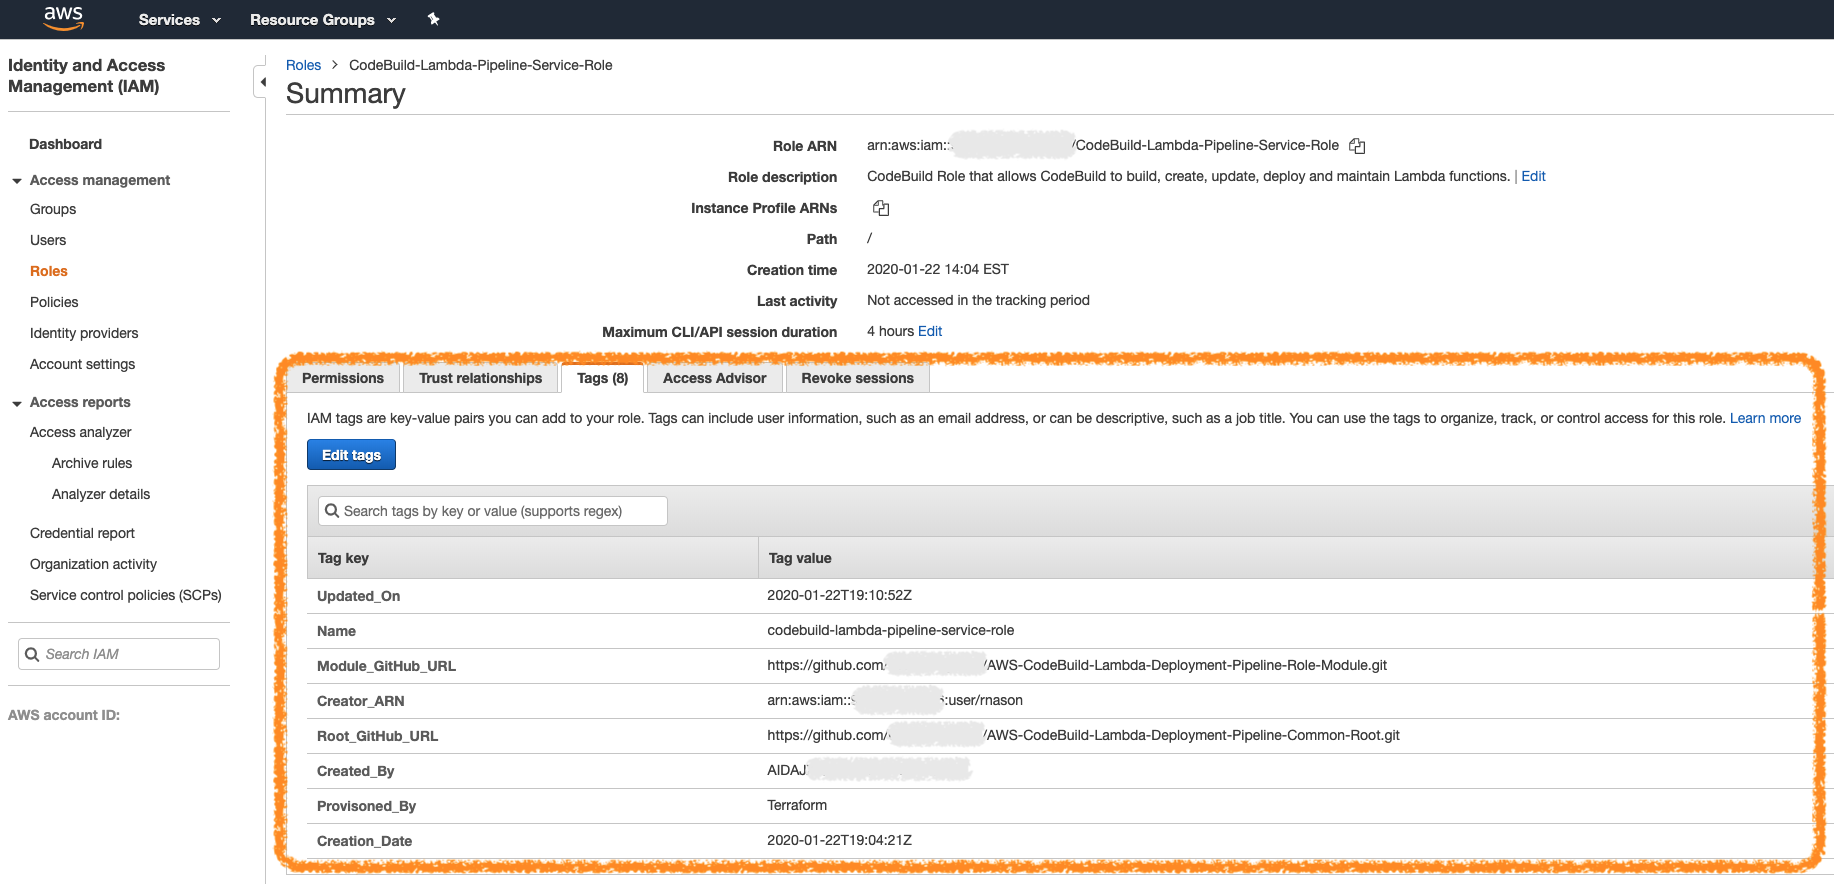 aws Services Resource Groups
Identity and Access
Management (IAM)
Dashboard
Access management
Groups
Users
Roles
Policies
Identity providers
Account settings
Access reports
Access analyzer
Archive rules
Analyzer details
Credential report
Organization activity
Service control policies (SCPs)
Search IAM
AWS account ID:
Roles > CodeBuild-Lambda-Pipeline-Service-Role
Summary
Role ARN arn:aws:iam:: /CodeBuild-Lambda-Pipeline-Service-Role
Role description CodeBuild Role that allows CodeBuild to build, create, update, deploy and maintain Lambda functions. | Edit
Instance Profile ARNs
Path /
Creation time 2020-01-22 14:04 EST
Last activity Not accessed in the tracking period
Maximum CLI/API session duration 4 hours Edit
Permissions Trust relationships Tags (8) Access Advisor Revoke sessions
IAM tags are key-value pairs you can add to your role. Tags can include user information, such as an email address, or can be descriptive, such as a job title. You can use the tags to organize, track, or control access for this role. Learn more
Edit tags
Search tags by key or value (supports regex)
Tag key Tag value
Updated_On 2020-01-22T19:10:52Z
Name codebuild-lambda-pipeline-service-role
Module_GitHub_URL https://github.com/ /AWS-CodeBuild-Lambda-Deployment-Pipeline-Role-Module.git
Creator_ARN arn:aws:iam:: :user/rnason
Root_GitHub_URL https://github.com/ /AWS-CodeBuild-Lambda-Deployment-Pipeline-Common-Root.git
Created_By AIDAJ
Provisoned_By Terraform
Creation_Date 2020-01-22T19:04:21Z